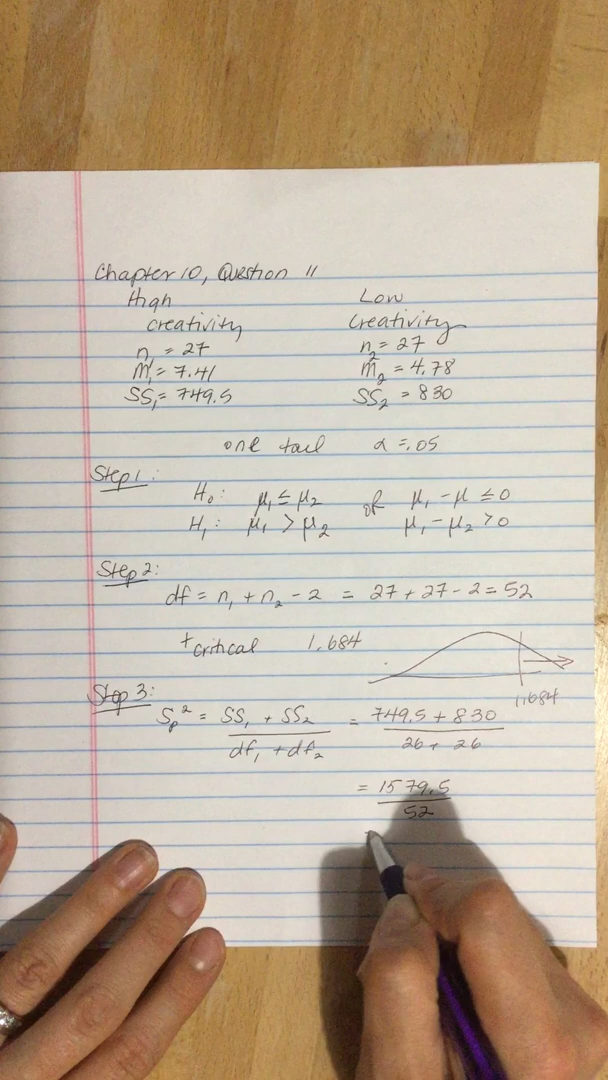 Chapter 10, Question 11
High Low
creativity Creativity
n₁ = 27 n₂ = 27
M₁ = 7.41 M₂ = 4.78
SS₁ = 749.5 SS₂ = 830
one tail α = .05
Step 1:
H₀: μ₁ ≤ μ₂ of μ₁ - μ ≤ 0
H₁: μ₁ > μ₂ μ₁ - μ₂ > 0
Step 2:
df = n₁ + n₂ - 2 = 27 + 27 - 2 = 52
t critical 1.684
1.684
Step 3:
Sp² = SS₁ + SS₂ = 749.5 + 830
df₁ + df₂ 26 + 26
= 1579.5
52